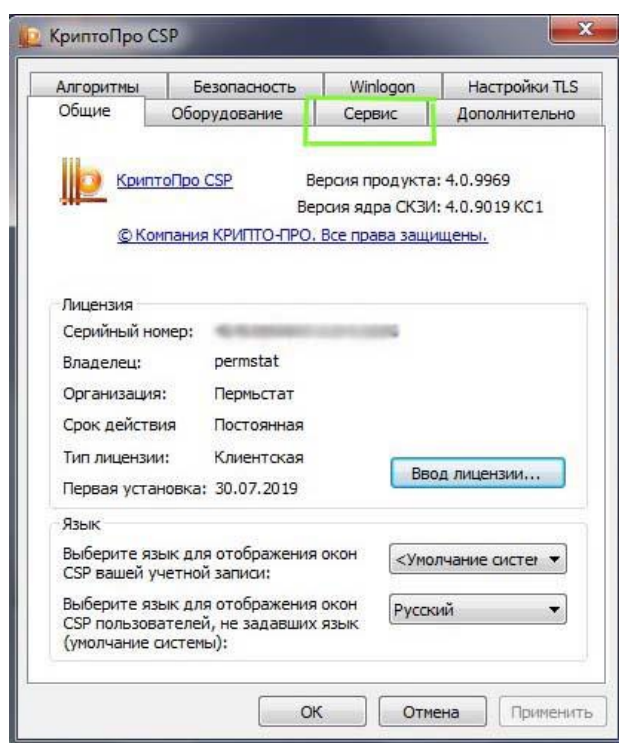 КриптоПро CSP
Алгоритмы Безопасность Winlogon Настройки TLS
Общие Оборудование Сервис Дополнительно
КриптоПро CSP Версия продукта: 4.0.9969
Версия ядра СКЗИ: 4.0.9019 КС1
© Компания КРИПТО-ПРО. Все права защищены.
Лицензия
Серийный номер:
Владелец: permstat
Организация: Пермьстат
Срок действия Постоянная
Тип лицензии: Клиентская
Ввод лицензии...
Первая установка: 30.07.2019
Язык
Выберите язык для отображения окон
CSP вашей учетной записи:
<Умолчание систег
Выберите язык для отображения окон
CSP пользователей, не задавших язык
(умолчание системы):
Русский
ОК Отмена Применить